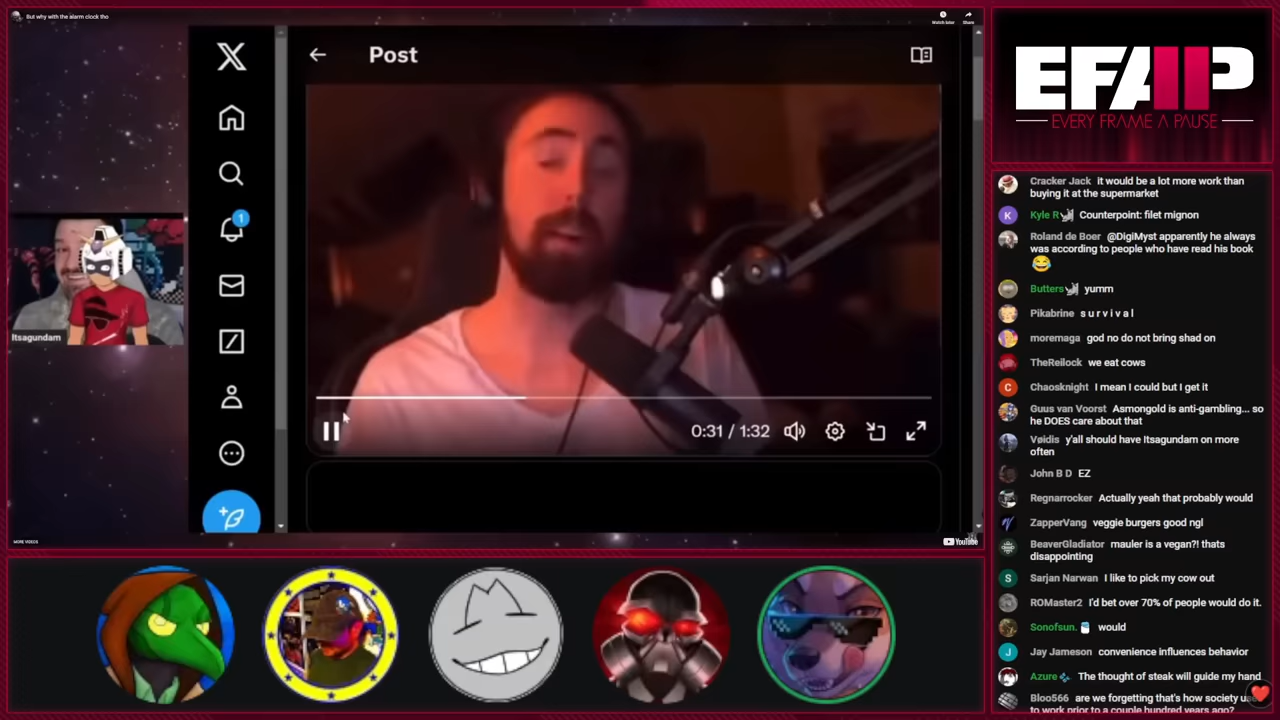 But why with the alarm clock tho
Watch later
Share
Post
1
0:31 / 1:32
Itsagundam
MORE VIDEOS
YouTube
EFAP
EVERY FRAME A PAUSE
Cracker Jack it would be a lot more work than
buying it at the supermarket
K
Kyle R Counterpoint: filet mignon
Roland de Boer @DigiMyst apparently he always
was according to people who have read his book
😂
Butters yumm
Pikabrine s u r v i v a l
moremaga god no do not bring shad on
TheReilock we eat cows
C
Chaosknight I mean I could but I get it
Guus van Voorst Asmongold is anti-gambling... so
he DOES care about that
Vøidis y'all should have Itsagundam on more
often
John B D EZ
Regnarrocker Actually yeah that probably would
ZapperVang veggie burgers good ngl
BeaverGladiator mauler is a vegan?! thats
disappointing
S
Sarjan Narwan I like to pick my cow out
ROMaster2 I'd bet over 70% of people would do it.
Sonofsun. would
J
Jay Jameson convenience influences behavior
Azure The thought of steak will guide my hand
Bloo566 are we forgetting that's how society
to work prior to a couple hundred years ago?